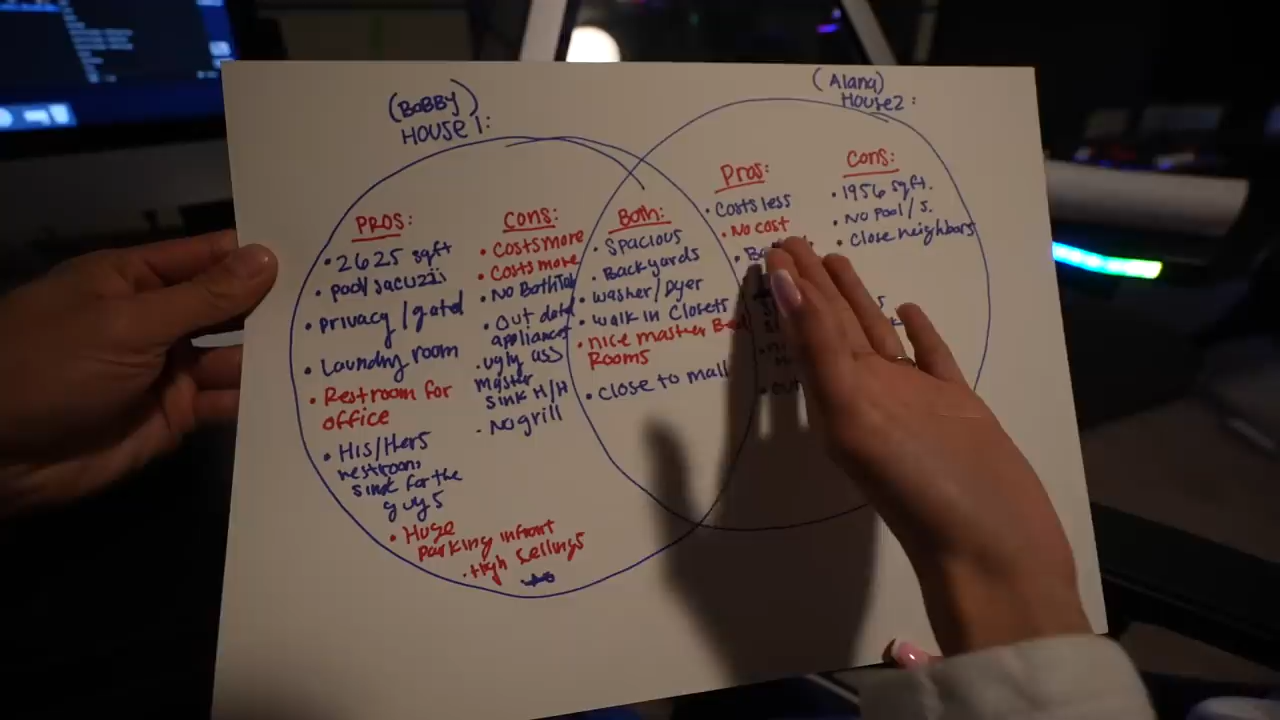 (BOBBY)
HOUSE 1:
PROS:
• 2625 sqft
• pool/jacuzii
• privacy/gated
• Laundry room
• Restroom for
office
• His/Hers
restroom
sink for the
guys
• Huge
parking infront
• High sellings
CONS:
• Costs more
• Costs more
• No BathTub
• Out dated
appliances
• ugly ass
master
sink H/H
• No grill
Both:
• Spacious
• Backyards
• washer/Dyer
• walk in Closets
• nice master Bed
Rooms
• Close to mall
(Alana)
HOUSE 2:
Pros:
• Costs less
• No cost
Cons:
• 1956 sqft.
• No Pool/S.
• Close neighbors